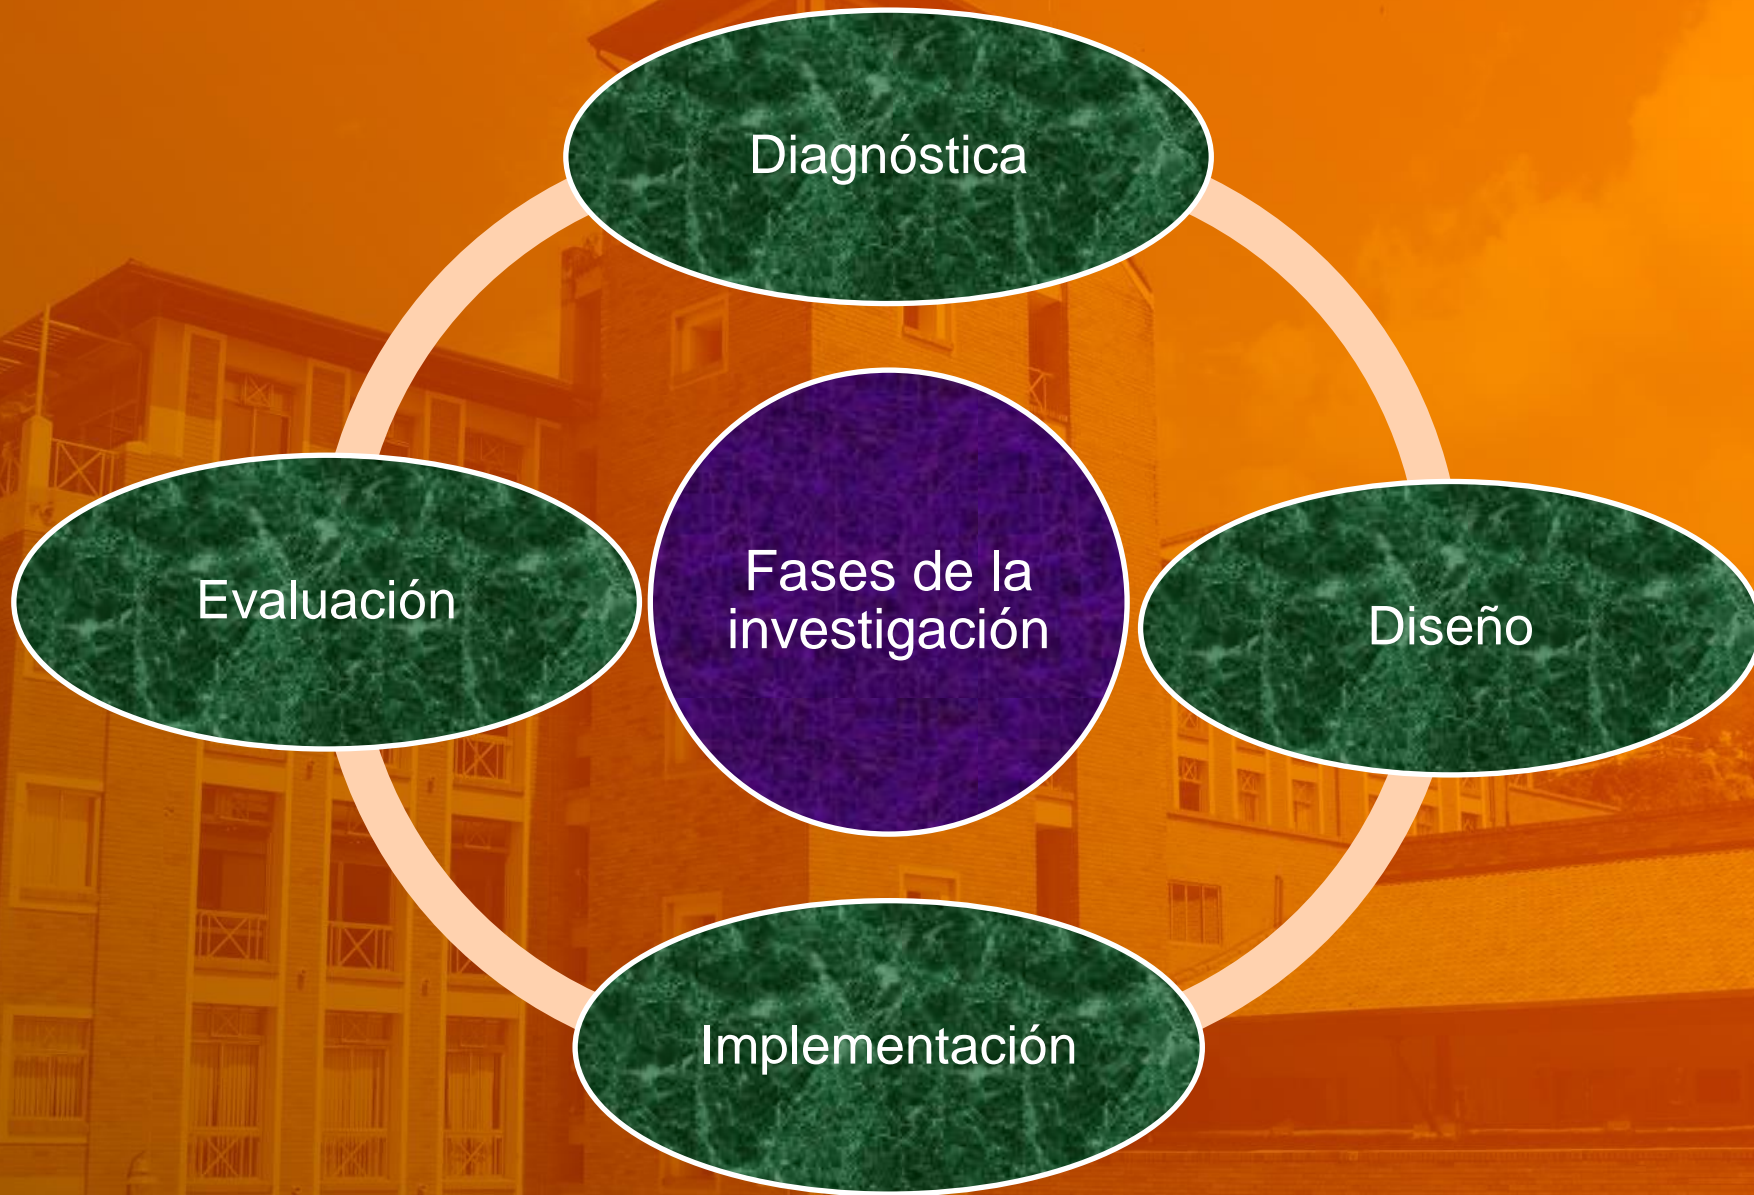 Diagnóstica
Evaluación
Fases de la
investigación
Diseño
Implementación